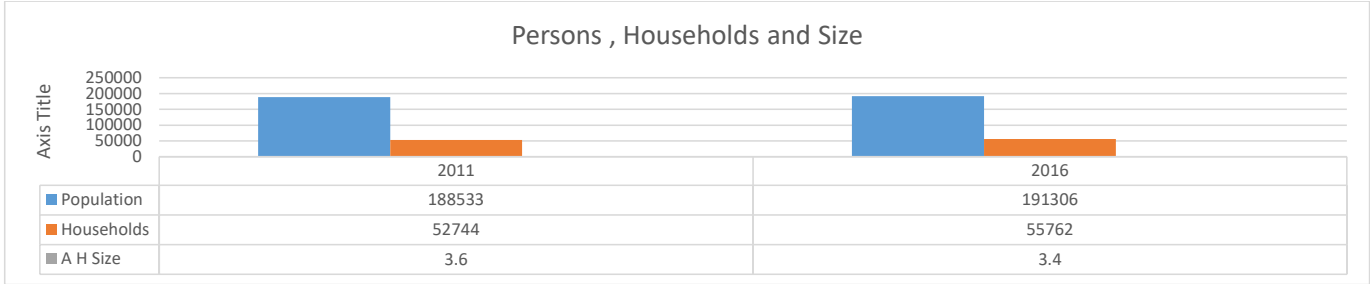 Persons , Households and Size
Axis Title
250000
200000
150000
100000
50000
0
2011 2016
Population 188533 191306
Households 52744 55762
A H Size 3.6 3.4